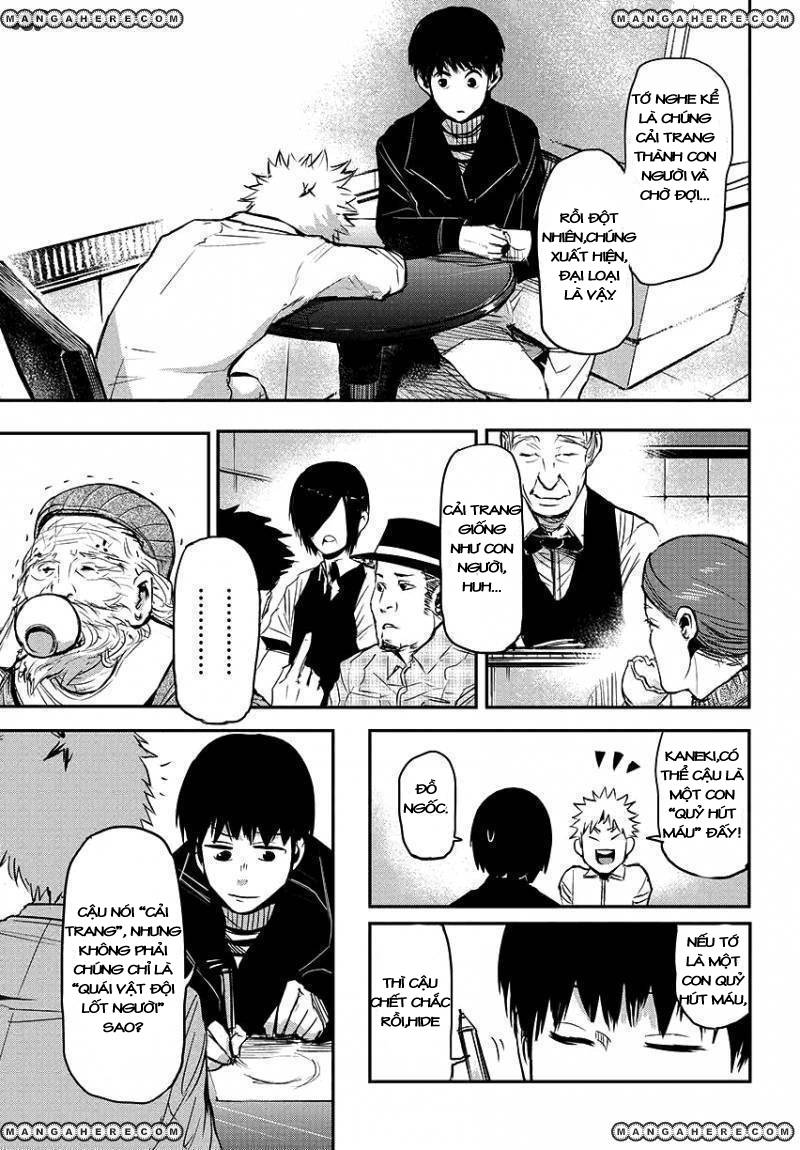 MANGAHERE.COM
MANGAHERE.COM
TỚ NGHE KỂ
LÀ CHÚNG
CẢI TRANG
THÀNH CON
NGƯỜI VÀ
CHỜ ĐỢI...
RỒI ĐỘT
NHIÊN,CHÚNG
XUẤT HIỆN,
ĐẠI LOẠI
LÀ VẬY.
CẢI TRANG
GIỐNG
NHƯ CON
NGƯỜI,
HUH...
.........
.........
KANEKI,CÓ
THỂ CẬU LÀ
MỘT CON
“QUỶ HÚT
MÁU” ĐẤY!
ĐỒ
NGỐC.
NẾU TỚ
LÀ MỘT
CON QUỶ
HÚT MÁU,
THÌ CẬU
CHẾT CHẮC
RỒI,HIDE
CẬU NÓI “CẢI
TRANG”, NHƯNG
KHÔNG PHẢI
CHÚNG CHỈ LÀ
“QUÁI VẬT ĐỘI
LỐT NGƯỜI”
SAO?
MANGAHERE.COM
MANGAHERE.COM